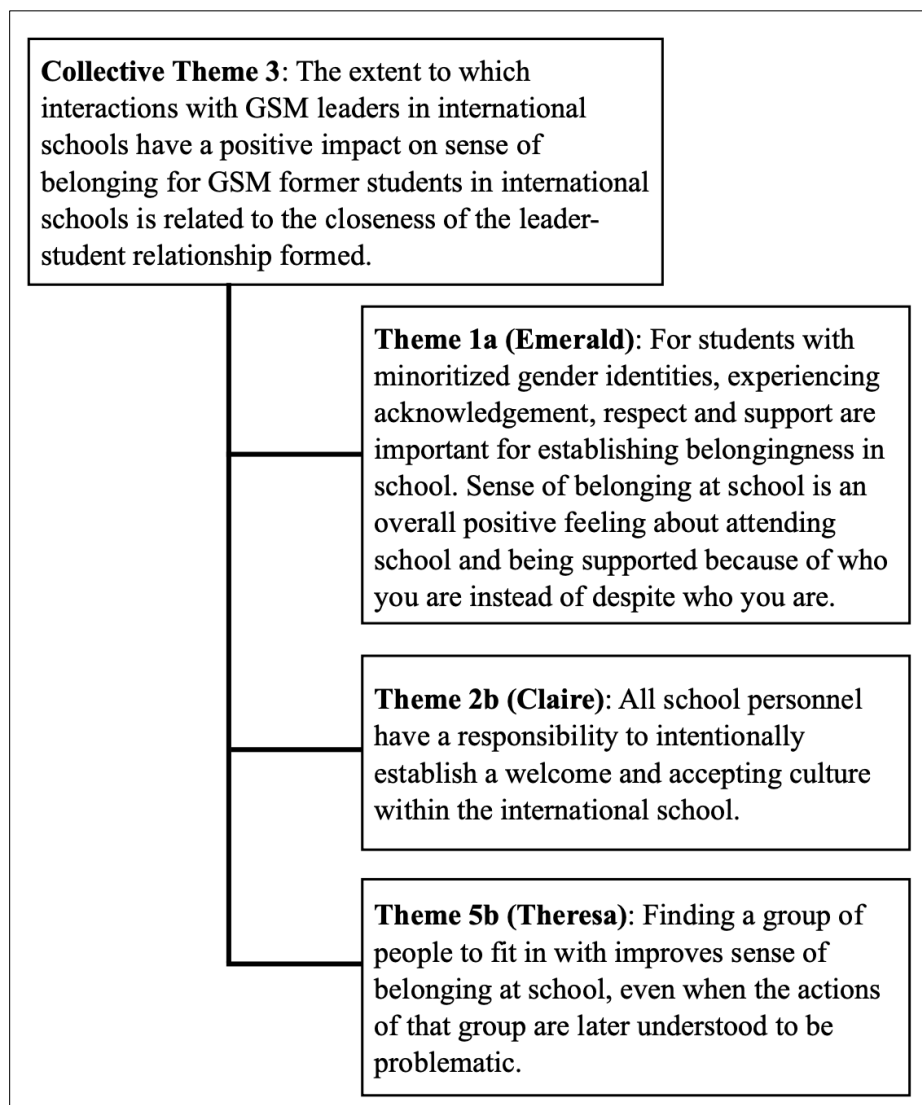 Collective Theme 3: The extent to which
interactions with GSM leaders in international
schools have a positive impact on sense of
belonging for GSM former students in international
schools is related to the closeness of the leader-
student relationship formed.
Theme 1a (Emerald): For students with
minoritized gender identities, experiencing
acknowledgement, respect and support are
important for establishing belongingness in
school. Sense of belonging at school is an
overall positive feeling about attending
school and being supported because of who
you are instead of despite who you are.
Theme 2b (Claire): All school personnel
have a responsibility to intentionally
establish a welcome and accepting culture
within the international school.
Theme 5b (Theresa): Finding a group of
people to fit in with improves sense of
belonging at school, even when the actions
of that group are later understood to be
problematic.